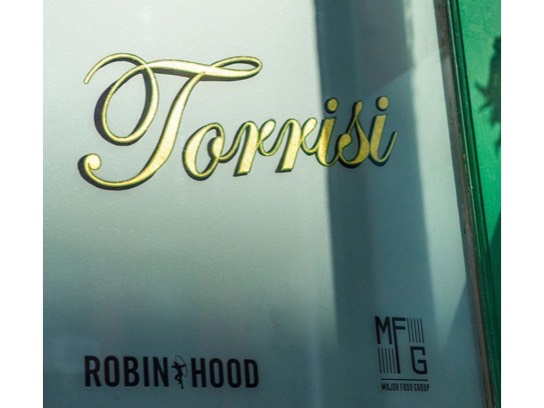 Torrisi
ROBIN HOOD
MFG
MAJOR FOOD GROUP